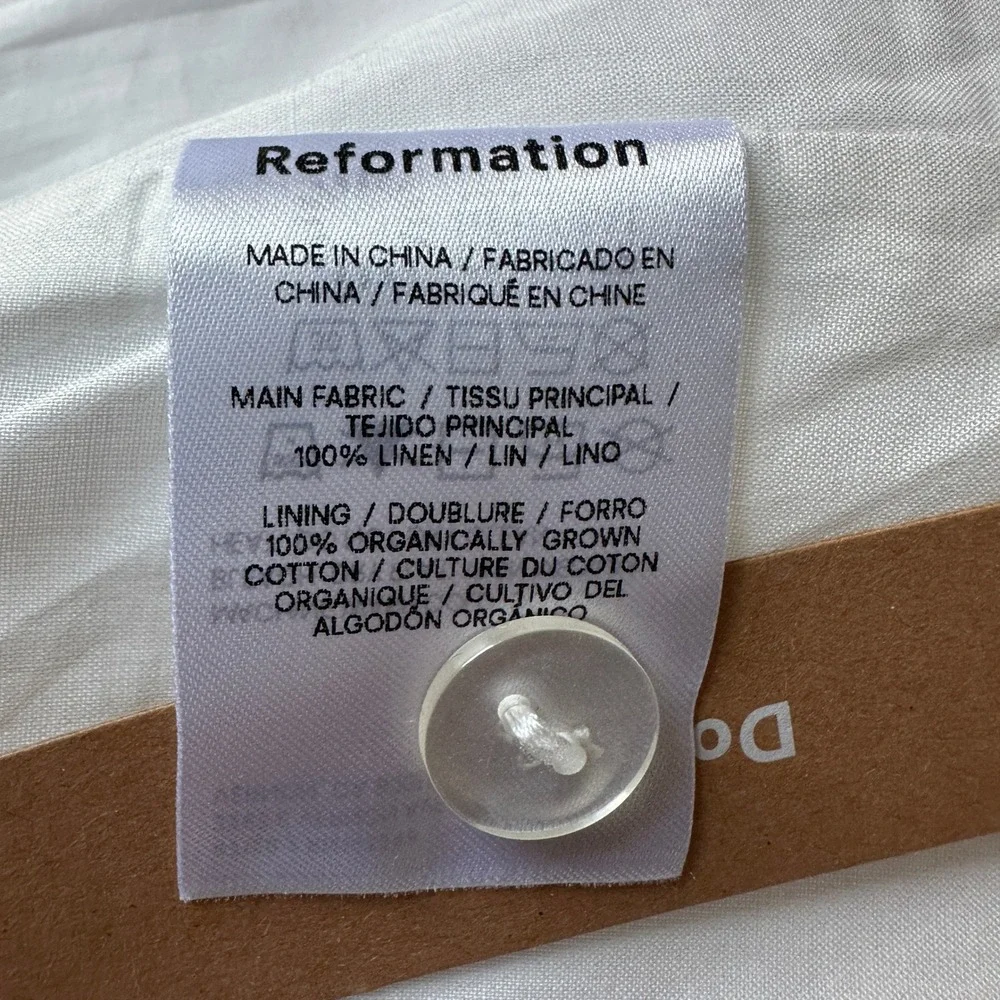 Reformation
MADE IN CHINA / FABRICADO EN
CHINA / FABRIQUÉ EN CHINE
MAIN FABRIC / TISSU PRINCIPAL /
TEJIDO PRINCIPAL
100% LINEN / LIN / LINO
LINING / DOUBLURE / FORRO
100% ORGANICALLY GROWN
COTTON / CULTURE DU COTON
ORGANIQUE / CULTIVO DEL
ALGODÓN ORGÁNICO
Do